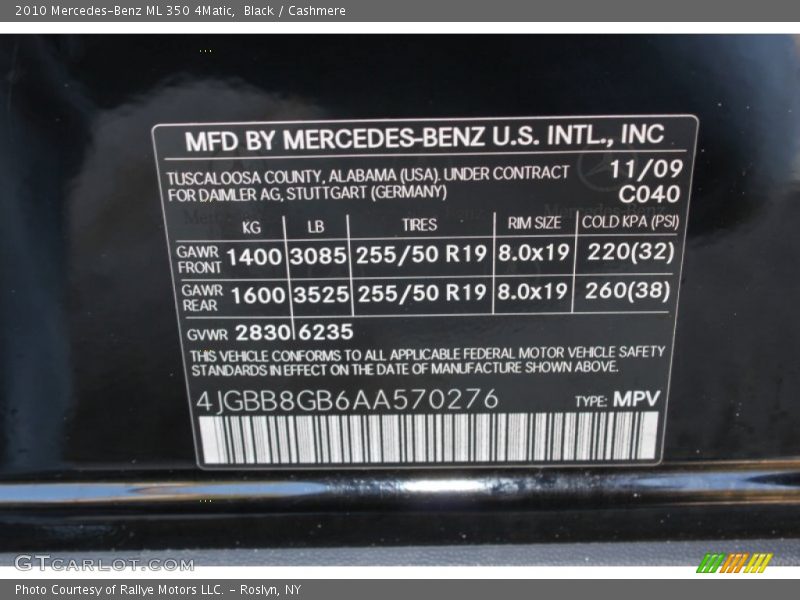 2010 Mercedes-Benz ML 350 4Matic, Black / Cashmere
MFD BY MERCEDES-BENZ U.S. INTL., INC
TUSCALOOSA COUNTY, ALABAMA (USA). UNDER CONTRACT 11/09
FOR DAIMLER AG, STUTTGART (GERMANY) C040
KG LB TIRES RIM SIZE COLD KPA (PSI)
GAWR FRONT 1400 3085 255/50 R19 8.0x19 220(32)
GAWR REAR 1600 3525 255/50 R19 8.0x19 260(38)
GVWR 2830 6235
THIS VEHICLE CONFORMS TO ALL APPLICABLE FEDERAL MOTOR VEHICLE SAFETY
STANDARDS IN EFFECT ON THE DATE OF MANUFACTURE SHOWN ABOVE.
4JGBB8GB6AA570276 TYPE: MPV
GTcarlot.com
Photo Courtesy of Rallye Motors LLC. - Roslyn, NY